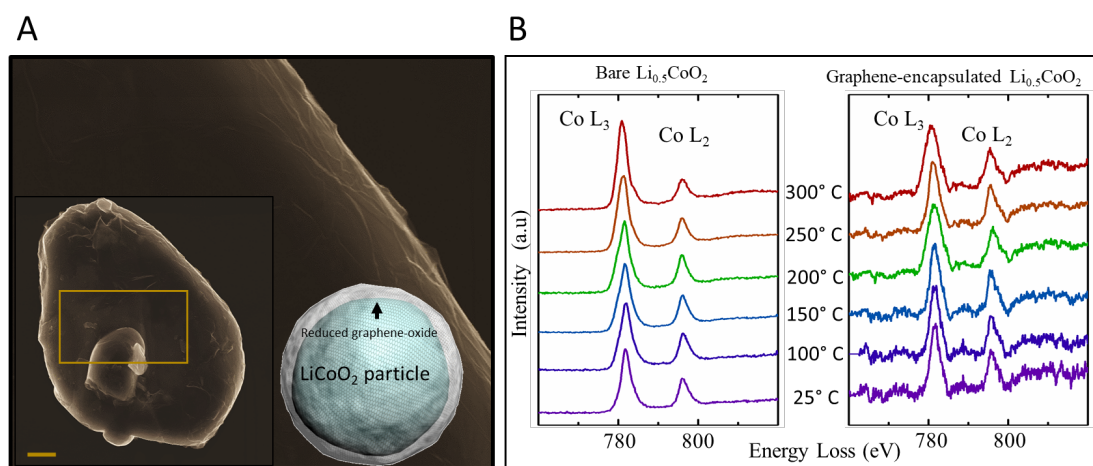 A
B
Reduced graphene-oxide
LiCoO₂ particle
Bare Li₀.₅CoO₂
Graphene-encapsulated Li₀.₅CoO₂
Co L₃
Co L₂
Co L₃
Co L₂
300° C
250° C
200° C
150° C
100° C
25° C
Intensity (a.u)
780
800
780
800
Energy Loss (eV)